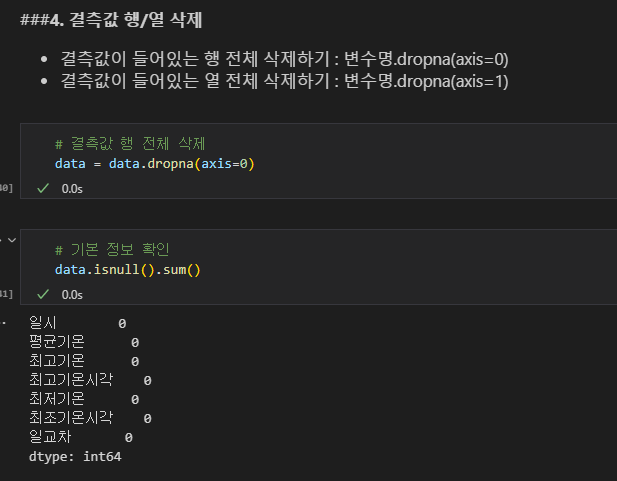 ###4. 결측값 행/열 삭제
• 결측값이 들어있는 행 전체 삭제하기 : 변수명.dropna(axis=0)
• 결측값이 들어있는 열 전체 삭제하기 : 변수명.dropna(axis=1)
# 결측값 행 전체 삭제
data = data.dropna(axis=0)
✓ 0.0s
# 기본 정보 확인
data.isnull().sum()
✓ 0.0s
일시 0
평균기온 0
최고기온 0
최고기온시각 0
최저기온 0
최조기온시각 0
일교차 0
dtype: int64